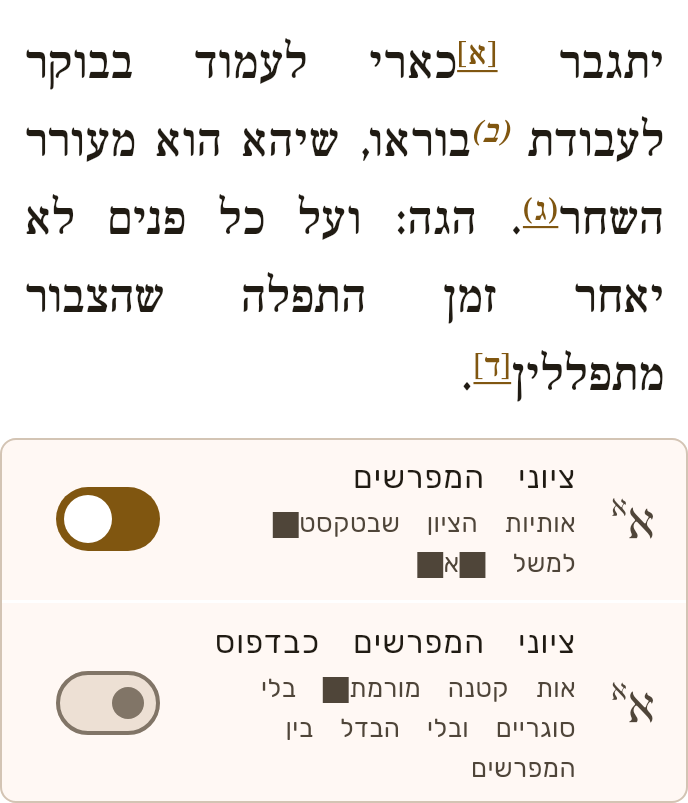 יתגבר [א]כארי לעמוד בבוקר
לעבודת (ב)בוראו, שיהא הוא מעורר
השחר(ג). הגה: ועל כל פנים לא
יאחר זמן התפלה שהצבור
מתפללין[ד].
ציוני המפרשים
אותיות הציון שבטקסט■
למשל ■א■
אא
ציוני המפרשים כבדפוס
אות קטנה מורמת■ בלי
סוגריים ובלי הבדל בין
המפרשים
אא